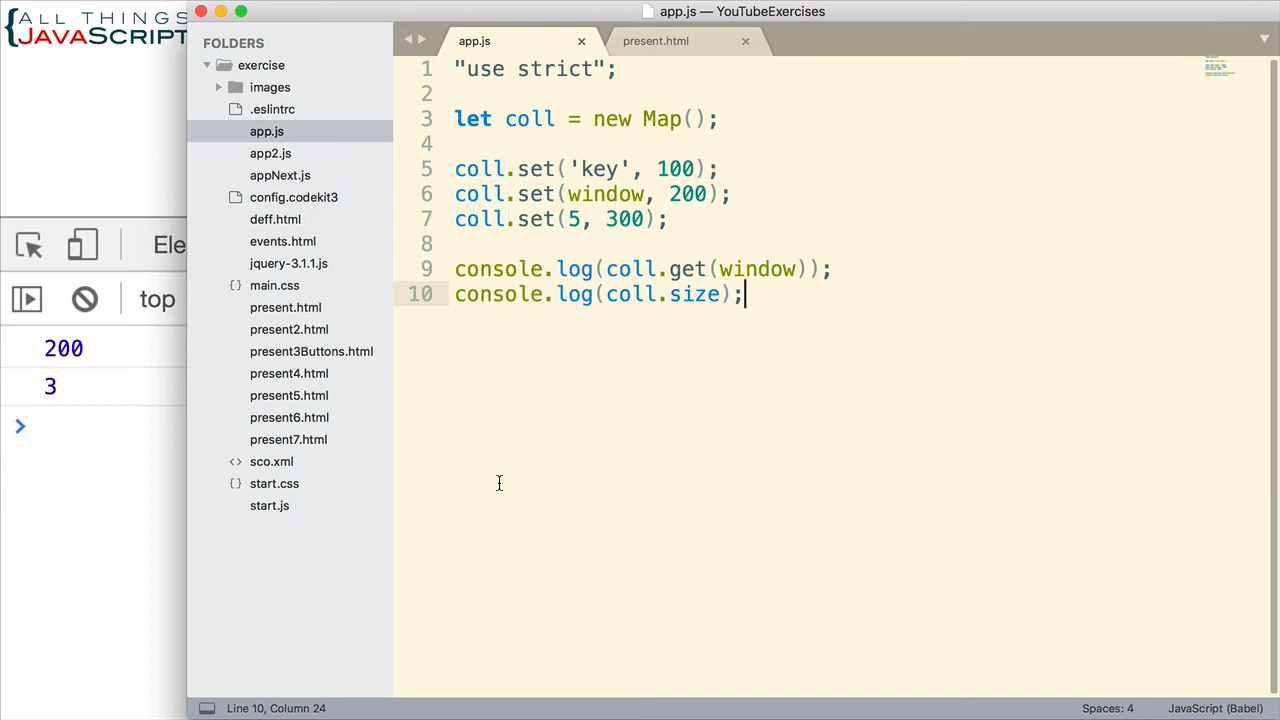 {ALL THINGS
JAVASCRIPT
app.js — YouTubeExercises
FOLDERS
exercise
images
.eslintrc
app.js
app2.js
appNext.js
config.codekit3
deff.html
events.html
jquery-3.1.1.js
{} main.css
present.html
present2.html
present3Buttons.html
present4.html
present5.html
present6.html
present7.html
<> sco.xml
{} start.css
start.js
app.js
present.html
1 "use strict";
2
3 let coll = new Map();
4
5 coll.set('key', 100);
6 coll.set(window, 200);
7 coll.set(5, 300);
8
9 console.log(coll.get(window));
10 console.log(coll.size);
Ele
top
200
3
>
Line 10, Column 24
Spaces: 4
JavaScript (Babel)